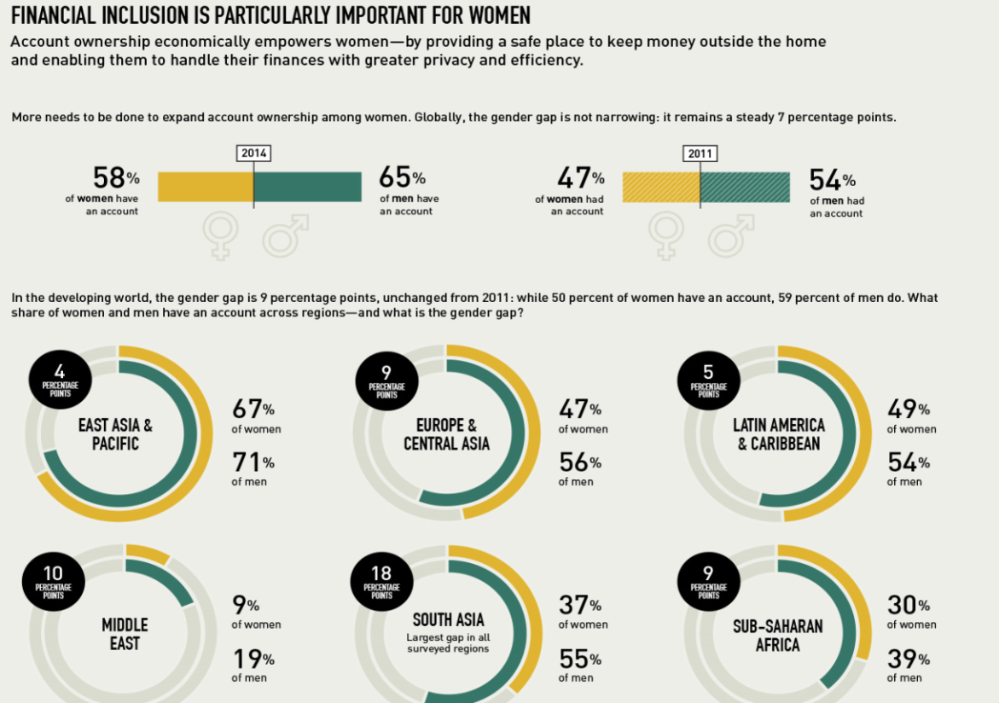 FINANCIAL INCLUSION IS PARTICULARLY IMPORTANT FOR WOMEN
Account ownership economically empowers women—by providing a safe place to keep money outside the home
and enabling them to handle their finances with greater privacy and efficiency.
More needs to be done to expand account ownership among women. Globally, the gender gap is not narrowing: it remains a steady 7 percentage points.
2014
58%
of women have
an account
65%
of men have
an account
2011
47%
of women had
an account
54%
of men had
an account
In the developing world, the gender gap is 9 percentage points, unchanged from 2011: while 50 percent of women have an account, 59 percent of men do. What
share of women and men have an account across regions—and what is the gender gap?
4
PERCENTAGE
POINTS
EAST ASIA &
PACIFIC
67%
of women
71%
of men
9
PERCENTAGE
POINTS
EUROPE &
CENTRAL ASIA
47%
of women
56%
of men
5
PERCENTAGE
POINTS
LATIN AMERICA
& CARIBBEAN
49%
of women
54%
of men
10
PERCENTAGE
POINTS
MIDDLE
EAST
9%
of women
19%
of men
18
PERCENTAGE
POINTS
SOUTH ASIA
Largest gap in all
surveyed regions
37%
of women
55%
of men
9
PERCENTAGE
POINTS
SUB-SAHARAN
AFRICA
30%
of women
39%
of men